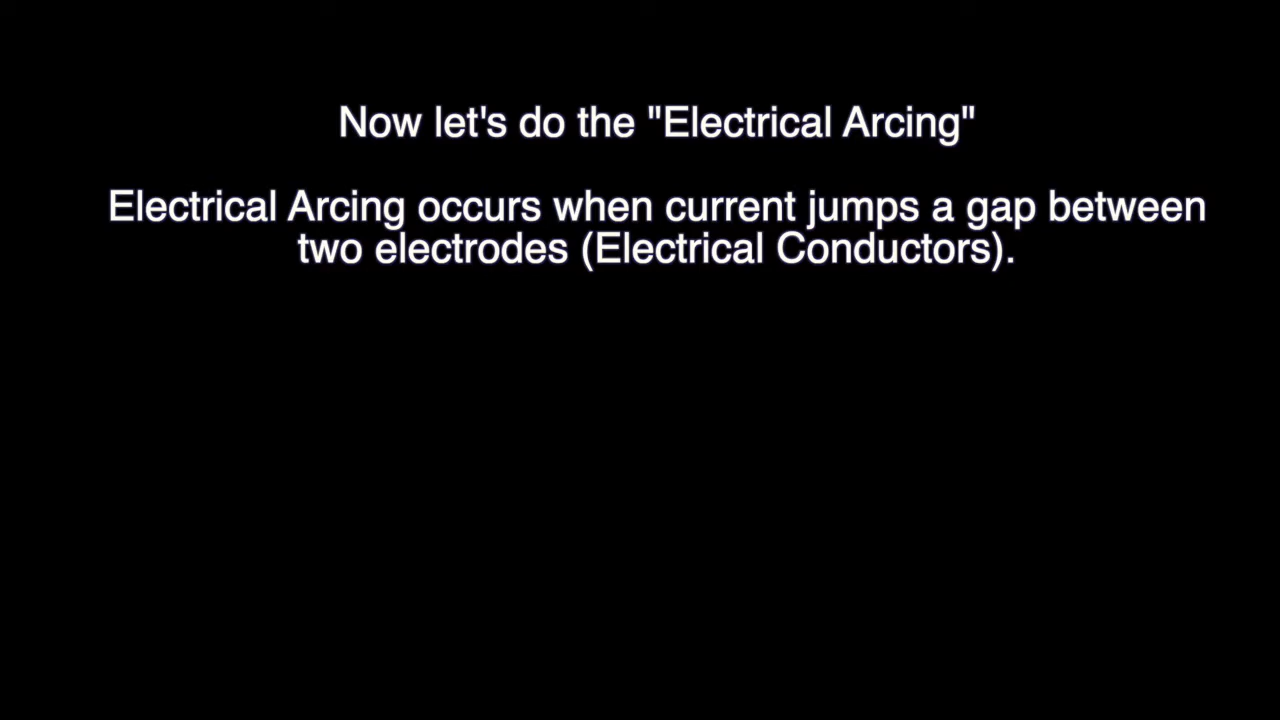 Now let's do the "Electrical Arcing"
Electrical Arcing occurs when current jumps a gap between
two electrodes (Electrical Conductors).